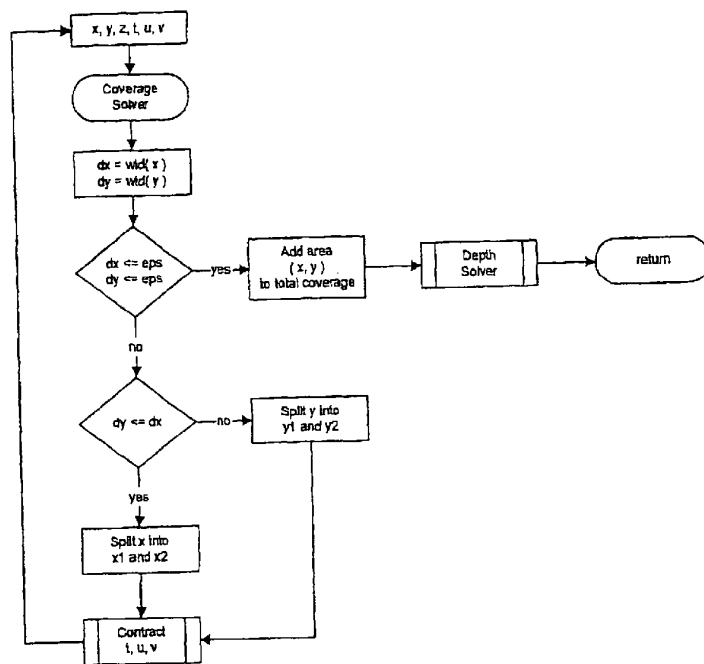 x, y, z, t, u, v
Coverage
Solver
dx = wid( x )
dy = wid( y )
dx <= eps
dy <= eps
yes
Add area
( x, y )
to total coverage
Depth
Solver
return
no
dy <= dx
no
Split y into
y1 and y2
yes
Split x into
x1 and x2
Contract
t, u, v